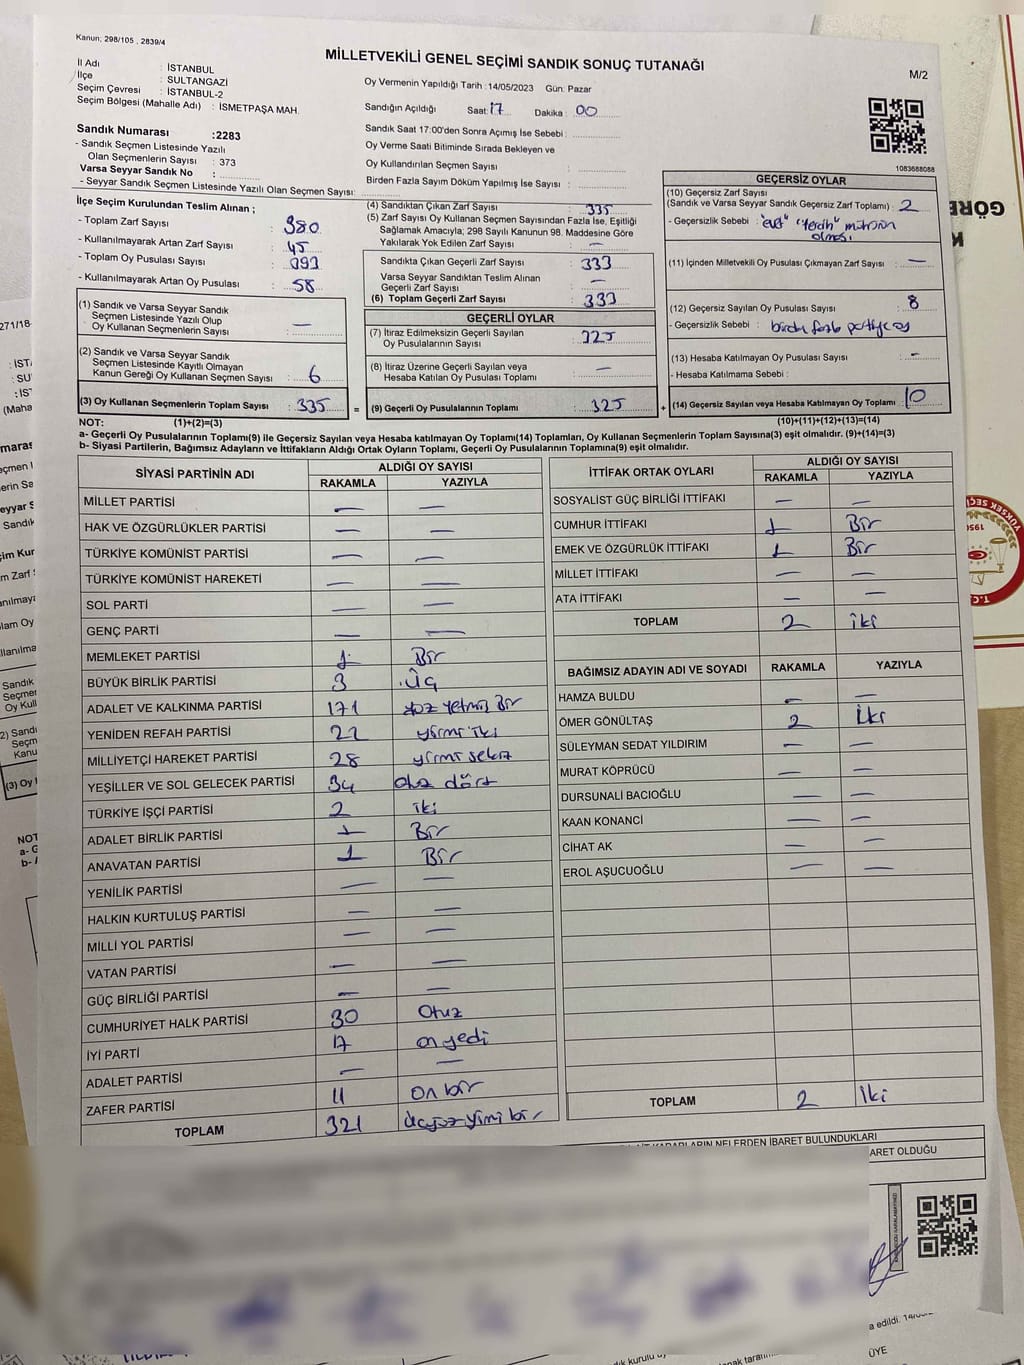 Kanun; 298/105 , 2839/4
MİLLETVEKİLİ GENEL SEÇİMİ SANDIK SONUÇ TUTANAĞI
M/2
İl Adı : İSTANBUL
İlçe : SULTANGAZİ
Seçim Çevresi : İSTANBUL-2
Seçim Bölgesi (Mahalle Adı) : İSMETPAŞA MAH.
Sandık Numarası :2283
- Sandık Seçmen Listesinde Yazılı
Olan Seçmenlerin Sayısı : 373
Varsa Seyyar Sandık No :
- Seyyar Sandık Seçmen Listesinde Yazılı Olan Seçmen Sayısı:
Oy Vermenin Yapıldığı Tarih :14/05/2023 Gün: Pazar
Sandığın Açıldığı Saat: 17 Dakika : 00
Sandık Saat 17:00'den Sonra Açımış İse Sebebi :
Oy Verme Saati Bitiminde Sırada Bekleyen ve
Oy Kullandırılan Seçmen Sayısı :
Birden Fazla Sayım Döküm Yapılmış İse Sayısı :
1083688088
İlçe Seçim Kurulundan Teslim Alınan ;
- Toplam Zarf Sayısı : 380
- Kullanılmayarak Artan Zarf Sayısı : 45
- Toplam Oy Pusulası Sayısı : 393
- Kullanılmayarak Artan Oy Pusulası : 58
(1) Sandık ve Varsa Seyyar Sandık
Seçmen Listesinde Yazılı Olup
Oy Kullanan Seçmenlerin Sayısı : —
(2) Sandık ve Varsa Seyyar Sandık
Seçmen Listesinde Kayıtlı Olmayan
Kanun Gereği Oy Kullanan Seçmen Sayısı : 6
(3) Oy Kullanan Seçmenlerin Toplam Sayısı : 335 =
(4) Sandıktan Çıkan Zarf Sayısı : 335
(5) Zarf Sayısı Oy Kullanan Seçmen Sayısından Fazla İse, Eşitliği
Sağlamak Amacıyla; 298 Sayılı Kanunun 98. Maddesine Göre
Yakılarak Yok Edilen Zarf Sayısı : —
Sandıkta Çıkan Geçerli Zarf Sayısı : 333
Varsa Seyyar Sandıktan Teslim Alınan
Geçerli Zarf Sayısı : —
(6) Toplam Geçerli Zarf Sayısı : 333
GEÇERLİ OYLAR
(7) İtiraz Edilmeksizin Geçerli Sayılan
Oy Pusulalarının Sayısı : 325
(8) İtiraz Üzerine Geçerli Sayılan veya
Hesaba Katılan Oy Pusulası Toplamı : —
(9) Geçerli Oy Pusulalarının Toplamı : 325 +
GEÇERSİZ OYLAR
(10) Geçersiz Zarf Sayısı
(Sandık ve Varsa Seyyar Sandık Geçersiz Zarf Toplamı) : 2
- Geçersizlik Sebebi : "evet" "tercih" mührün
olması
(11) İçinden Milletvekili Oy Pusulası Çıkmayan Zarf Sayısı : —
(12) Geçersiz Sayılan Oy Pusulası Sayısı : 8
- Geçersizlik Sebebi : birden fazla partiye oy
(13) Hesaba Katılmayan Oy Pusulası Sayısı : -
- Hesaba Katılmama Sebebi :
(14) Geçersiz Sayılan veya Hesaba Katılmayan Oy Toplamı : 10
NOT: (1)+(2)=(3) (10)+(11)+(12)+(13)=(14)
a- Geçerli Oy Pusulalarının Toplamı(9) ile Geçersiz Sayılan veya Hesaba katılmayan Oy Toplamı(14) Toplamları, Oy Kullanan Seçmenlerin Toplam Sayısına(3) eşit olmalıdır. (9)+(14)=(3)
b- Siyasi Partilerin, Bağımsız Adayların ve İttifakların Aldığı Ortak Oyların Toplamı, Geçerli Oy Pusulalarının Toplamına(9) eşit olmalıdır.
SİYASİ PARTİNİN ADI ALDIĞI OY SAYISI
RAKAMLA YAZIYLA
MİLLET PARTİSİ — —
HAK VE ÖZGÜRLÜKLER PARTİSİ — —
TÜRKİYE KOMÜNİST PARTİSİ — —
TÜRKİYE KOMÜNİST HAREKETİ — —
SOL PARTİ — —
GENÇ PARTİ — —
MEMLEKET PARTİSİ 1 Bir
BÜYÜK BİRLİK PARTİSİ 3 Üç
ADALET VE KALKINMA PARTİSİ 171 yüz yetmiş Bir
YENİDEN REFAH PARTİSİ 22 yirmi iki
MİLLİYETÇİ HAREKET PARTİSİ 28 yirmi sekiz
YEŞİLLER VE SOL GELECEK PARTİSİ 34 otuz dört
TÜRKİYE İŞÇİ PARTİSİ 2 iki
ADALET BİRLİK PARTİSİ 1 Bir
ANAVATAN PARTİSİ 1 Bir
YENİLİK PARTİSİ — —
HALKIN KURTULUŞ PARTİSİ — —
MİLLİ YOL PARTİSİ — —
VATAN PARTİSİ — —
GÜÇ BİRLİĞİ PARTİSİ — —
CUMHURİYET HALK PARTİSİ 30 Otuz
İYİ PARTİ 17 on yedi
ADALET PARTİSİ — —
ZAFER PARTİSİ 11 On bir
TOPLAM 321 Üçyüz yirmi bir
İTTİFAK ORTAK OYLARI ALDIĞI OY SAYISI
RAKAMLA YAZIYLA
SOSYALİST GÜÇ BİRLİĞİ İTTİFAKI — —
CUMHUR İTTİFAKI 1 Bir
EMEK VE ÖZGÜRLÜK İTTİFAKI 1 Bir
MİLLET İTTİFAKI — —
ATA İTTİFAKI — —
TOPLAM 2 iki
BAĞIMSIZ ADAYIN ADI VE SOYADI RAKAMLA YAZIYLA
HAMZA BULDU — —
ÖMER GÖNÜLTAŞ 2 İki
SÜLEYMAN SEDAT YILDIRIM — —
MURAT KÖPRÜCÜ — —
DURSUNALİ BACIOĞLU — —
KAAN KONANCİ — —
CİHAT AK — —
EROL AŞUCUOĞLU — —
TOPLAM 2 İki
KARARLARIN NELERDEN İBARET BULUNDUKLARI
ARET OLDUĞU
a edildi.
ÜYE